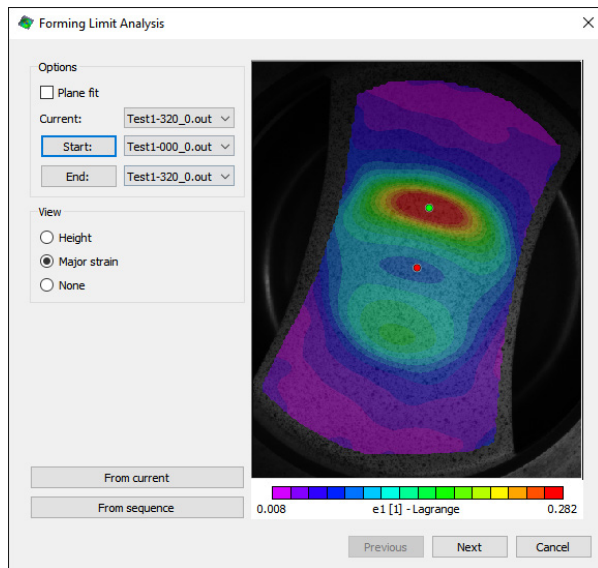 Forming Limit Analysis
Options
Plane fit
Current: Test1-320_0.out
Start: Test1-000_0.out
End: Test1-320_0.out
View
Height
Major strain
None
From current
From sequence
0.008 e1 [1] - Lagrange 0.282
Previous Next Cancel